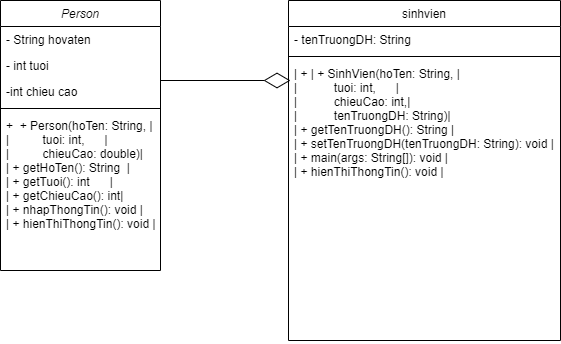 Person
- String hovaten
- int tuoi
-int chieu cao
+  + Person(hoTen: String, |
|          tuoi: int,       |
|          chieuCao: double)|
| + getHoTen(): String  |
| + getTuoi(): int      |
| + getChieuCao(): int|
| + nhapThongTin(): void |
| + hienThiThongTin(): void |
sinhvien
- tenTruongDH: String
| + | + SinhVien(hoTen: String, |
|            tuoi: int,       |
|            chieuCao: int,|
|            tenTruongDH: String)|
| + getTenTruongDH(): String |
| + setTenTruongDH(tenTruongDH: String): void |
| + main(args: String[]): void |
| + hienThiThongTin(): void |